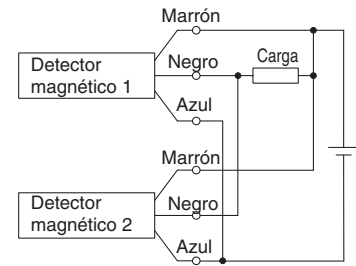 Marrón
Detector
magnético 1
Negro
Carga
Azul
Marrón
Detector
magnético 2
Negro
Azul